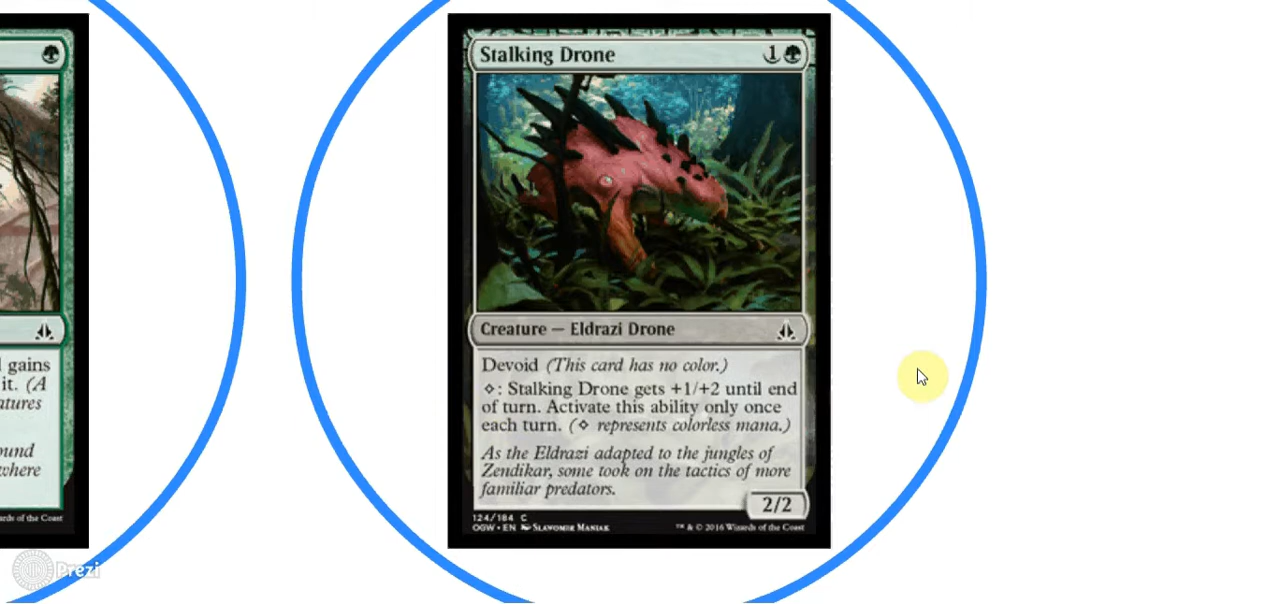 gains
it. (A
atures
ound
where
ards of the Coast
Stalking Drone 1
Creature — Eldrazi Drone
Devoid (This card has no color.)
◇: Stalking Drone gets +1/+2 until end
of turn. Activate this ability only once
each turn. (◇ represents colorless mana.)
As the Eldrazi adapted to the jungles of
Zendikar, some took on the tactics of more
familiar predators.
2/2
124/184 C
OGW • EN SLAWOMIR MANIAK
™ & © 2016 Wizards of the Coast
Prezi